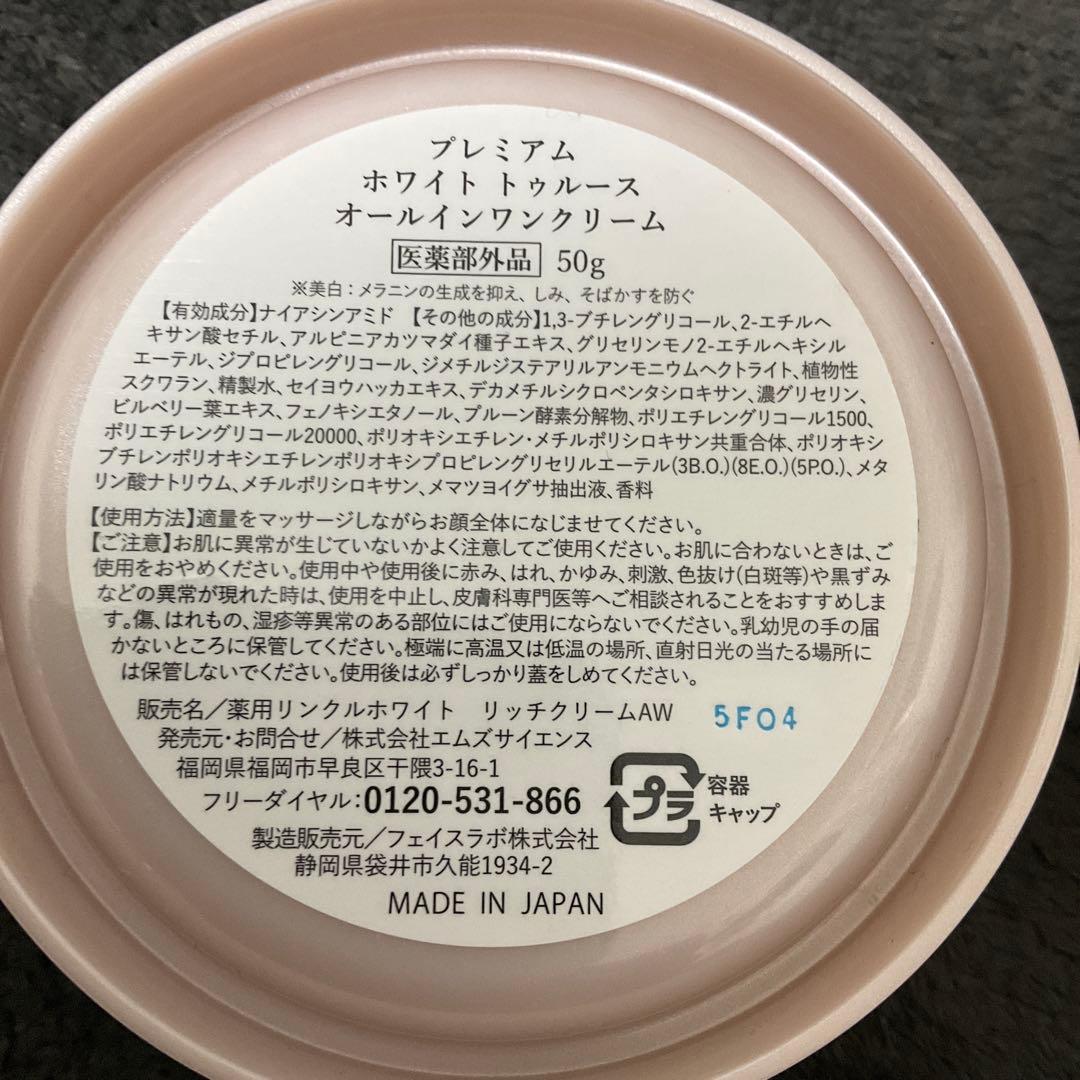 プレミアム
ホワイト トゥルース
オールインワンクリーム
医薬部外品 50g
※美白：メラニンの生成を抑え、しみ、そばかすを防ぐ
【有効成分】ナイアシンアミド 【その他の成分】1,3-ブチレングリコール、2-エチルヘ
キサン酸セチル、アルピニアカツマダイ種子エキス、グリセリンモノ2-エチルヘキシル
エーテル、ジプロピレングリコール、ジメチルジステアリルアンモニウムヘクトライト、植物性
スクワラン、精製水、セイヨウハッカエキス、デカメチルシクロペンタシロキサン、濃グリセリン、
ビルベリー葉エキス、フェノキシエタノール、プルーン酵素分解物、ポリエチレングリコール1500、
ポリエチレングリコール20000、ポリオキシエチレン・メチルポリシロキサン共重合体、ポリオキシ
ブチレンポリオキシエチレンポリオキシプロピレングリセリルエーテル(3B.O.)(8E.O.)(5P.O.)、メタ
リン酸ナトリウム、メチルポリシロキサン、メマツヨイグサ抽出液、香料
【使用方法】適量をマッサージしながらお顔全体になじませてください。
【ご注意】お肌に異常が生じていないかよく注意してご使用ください。お肌に合わないときは、ご
使用をおやめください。使用中や使用後に赤み、はれ、かゆみ、刺激、色抜け(白斑等)や黒ずみ
などの異常が現れた時は、使用を中止し、皮膚科専門医等へご相談されることをおすすめしま
す。傷、はれもの、湿疹等異常のある部位にはご使用にならないでください。乳幼児の手の届
かないところに保管してください。極端に高温又は低温の場所、直射日光の当たる場所に
は保管しないでください。使用後は必ずしっかり蓋をしめてください。
販売名／薬用リンクルホワイト リッチクリームAW 5F04
発売元・お問合せ／株式会社エムズサイエンス
福岡県福岡市早良区干隈3-16-1
フリーダイヤル：0120-531-866
プラ 容器
キャップ
製造販売元／フェイスラボ株式会社
静岡県袋井市久能1934-2
MADE IN JAPAN